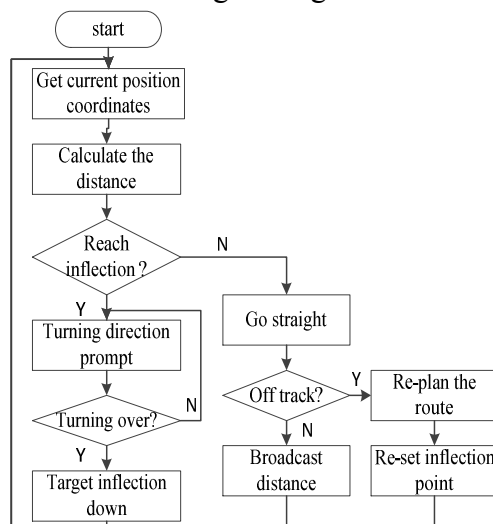 start
Get current position
coordinates
Calculate the
distance
Reach
inflection?
N
Y
Turning direction
prompt
Go straight
Turning over?
N
Off track?
Y
Re-plan the
route
Y
N
Target inflection
down
Broadcast
distance
Re-set inflection
point